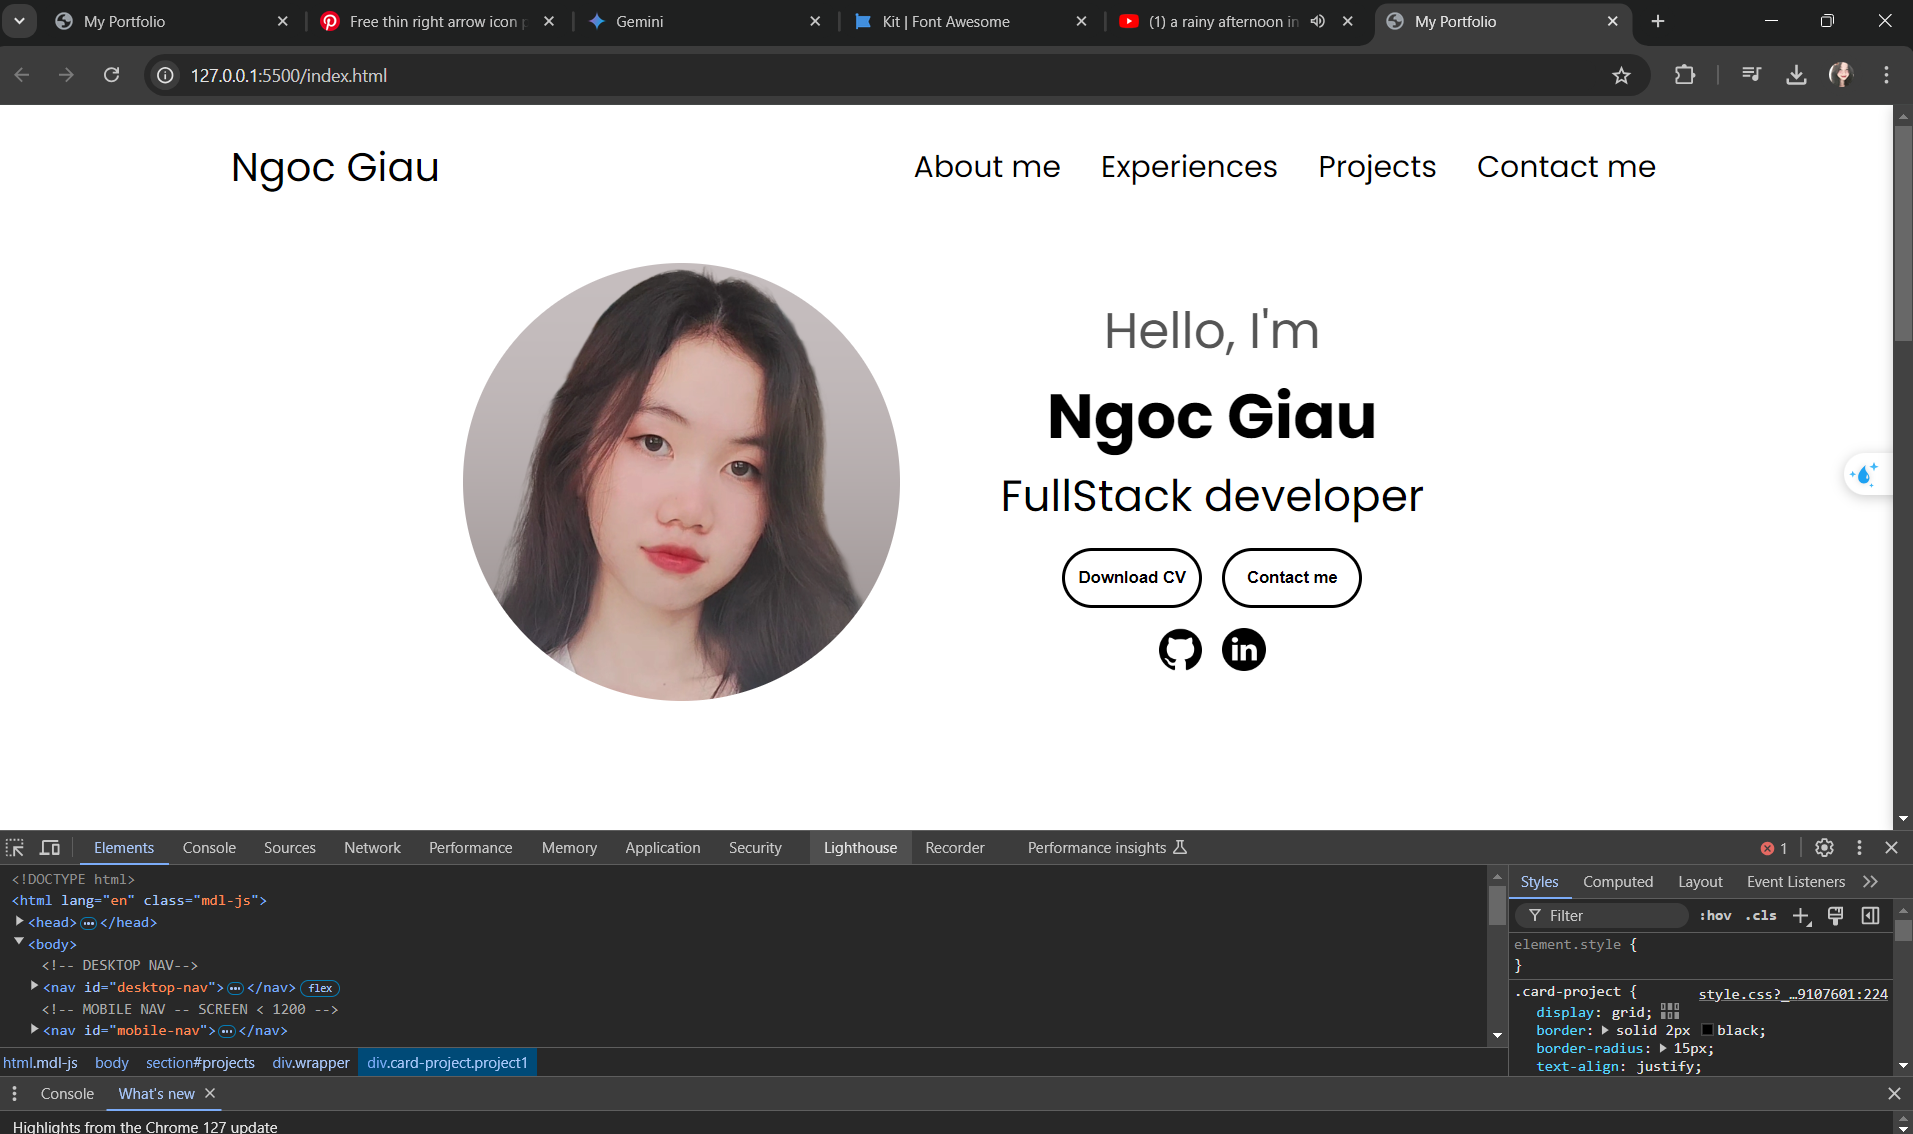 My Portfolio
Free thin right arrow icon
Gemini
Kit | Font Awesome
(1) a rainy afternoon in
My Portfolio
127.0.0.1:5500/index.html
Ngoc Giau
About me Experiences Projects Contact me
Hello, I'm
Ngoc Giau
FullStack developer
Download CV Contact me
in
Elements Console Sources Network Performance Memory Application Security Lighthouse Recorder Performance insights 1
<!DOCTYPE html>
<html lang="en" class="mdl-js">
<head>…</head>
<body>
<!-- DESKTOP NAV-->
<nav id="desktop-nav">…</nav> flex
<!-- MOBILE NAV -- SCREEN < 1200 -->
<nav id="mobile-nav">…</nav>
html.mdl-js body section#projects div.wrapper div.card-project.project1
Styles Computed Layout Event Listeners
Filter :hov .cls
element.style {
}
.card-project { style.css?_…9107601:224
display: grid;
border: solid 2px black;
border-radius: 15px;
text-align: justify;
Console What's new
Highlights from the Chrome 127 update